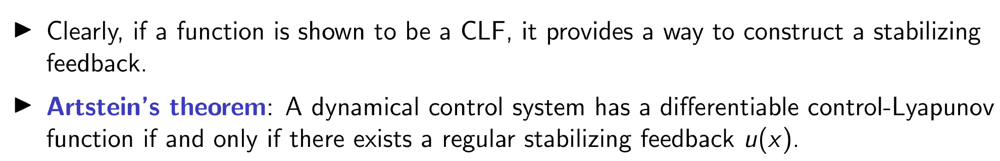 ▶ Clearly, if a function is shown to be a CLF, it provides a way to construct a stabilizing
feedback.
▶ Artstein's theorem: A dynamical control system has a differentiable control-Lyapunov
function if and only if there exists a regular stabilizing feedback u(x).